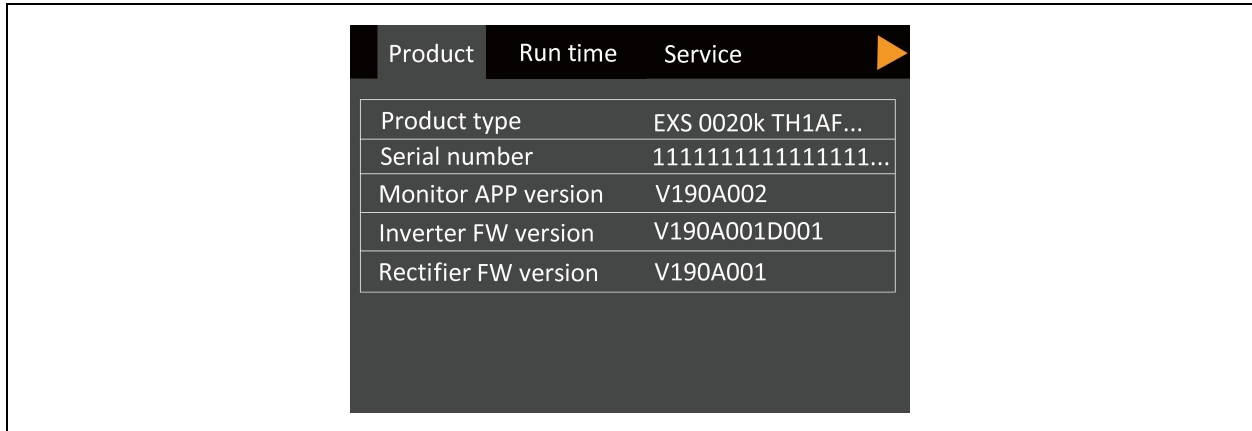 Product Run time Service
Product type EXS 0020k TH1AF...
Serial number 1111111111111111...
Monitor APP version V190A002
Inverter FW version V190A001D001
Rectifier FW version V190A001